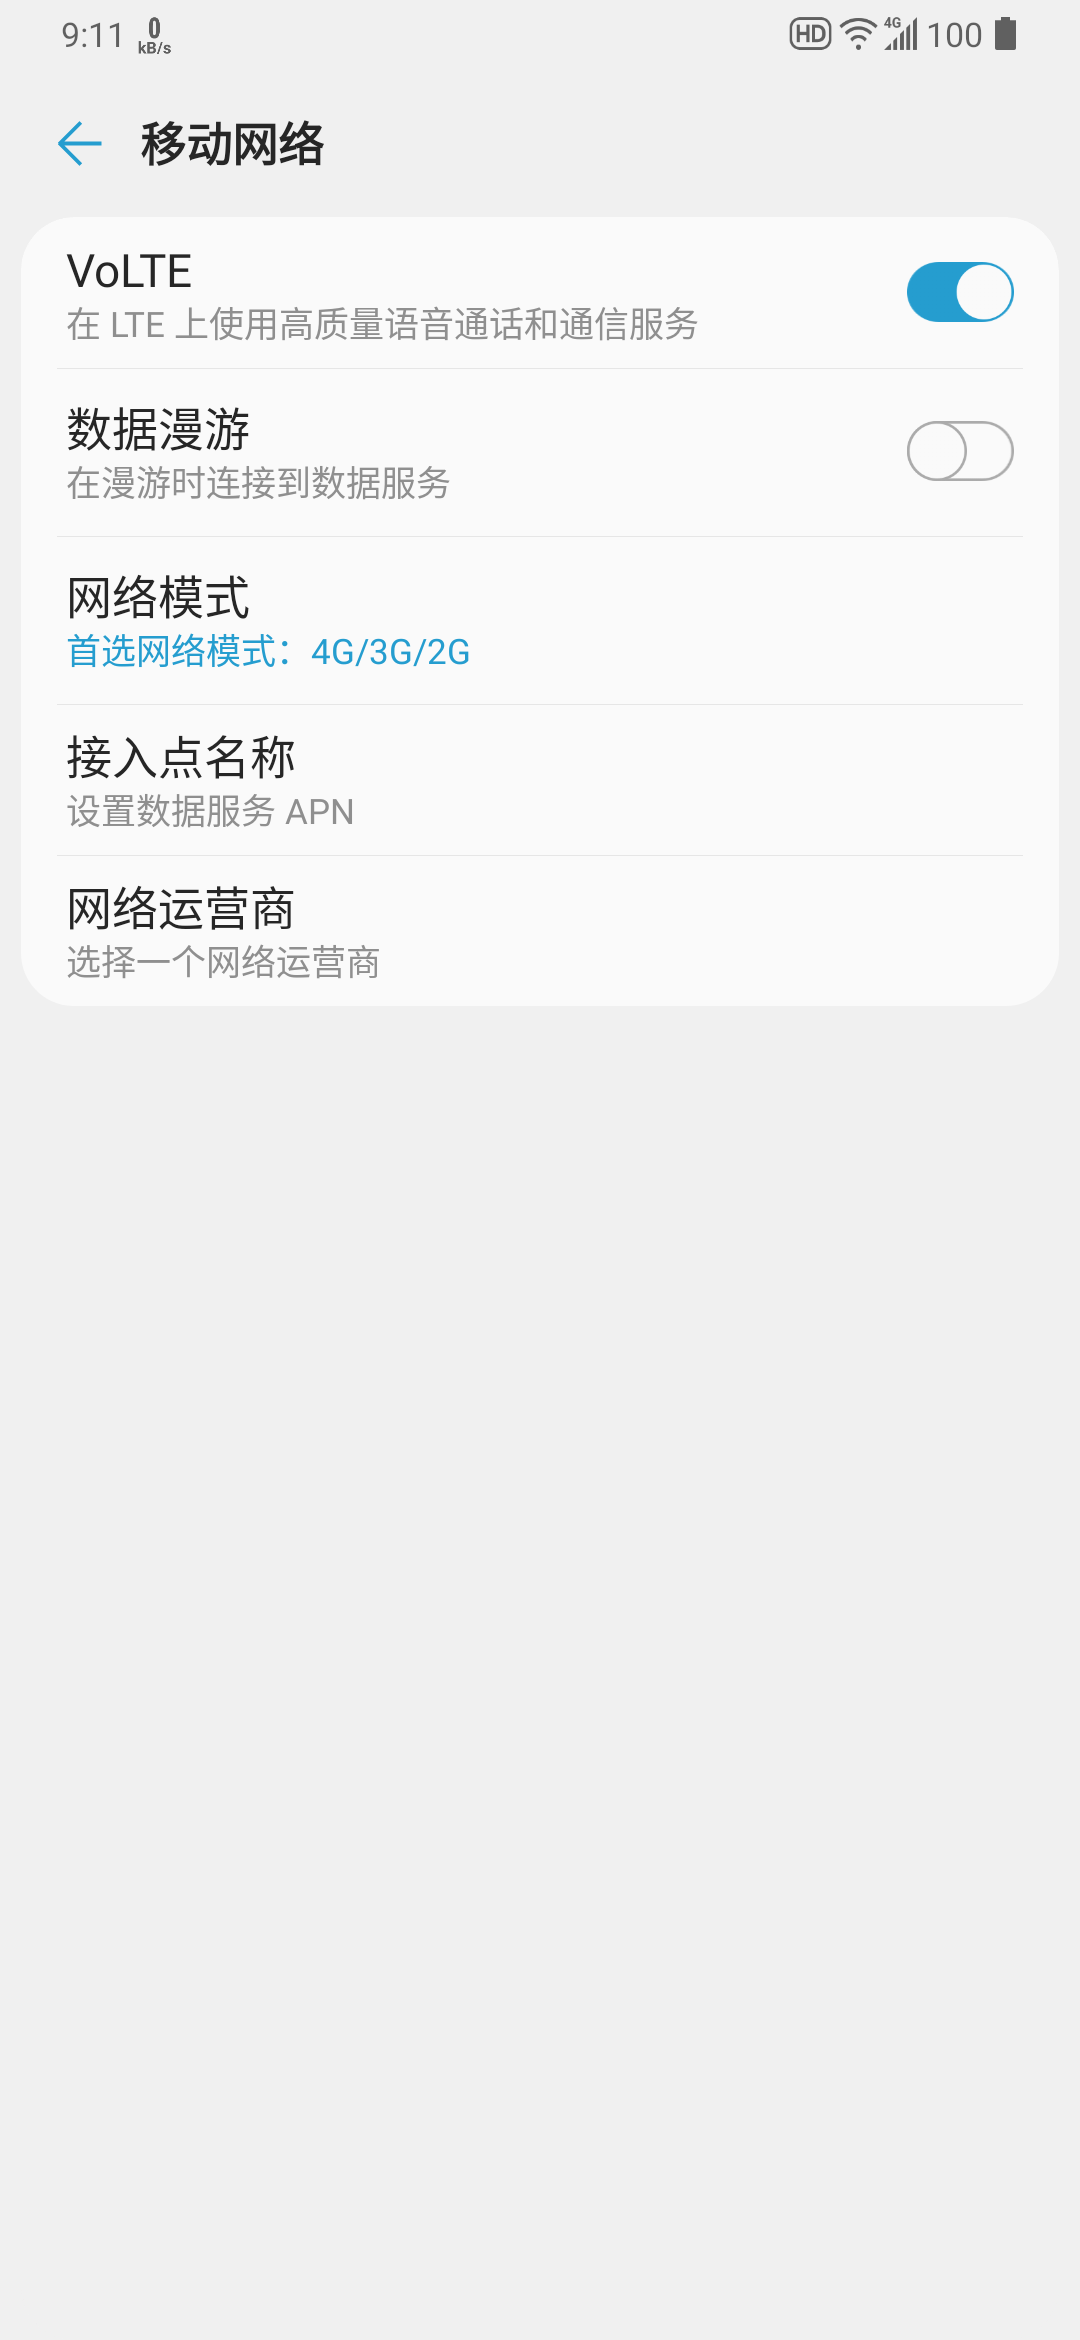 9:11 0 kB/s HD 4G 100
移动网络
VoLTE
在 LTE 上使用高质量语音通话和通信服务
数据漫游
在漫游时连接到数据服务
网络模式
首选网络模式：4G/3G/2G
接入点名称
设置数据服务 APN
网络运营商
选择一个网络运营商